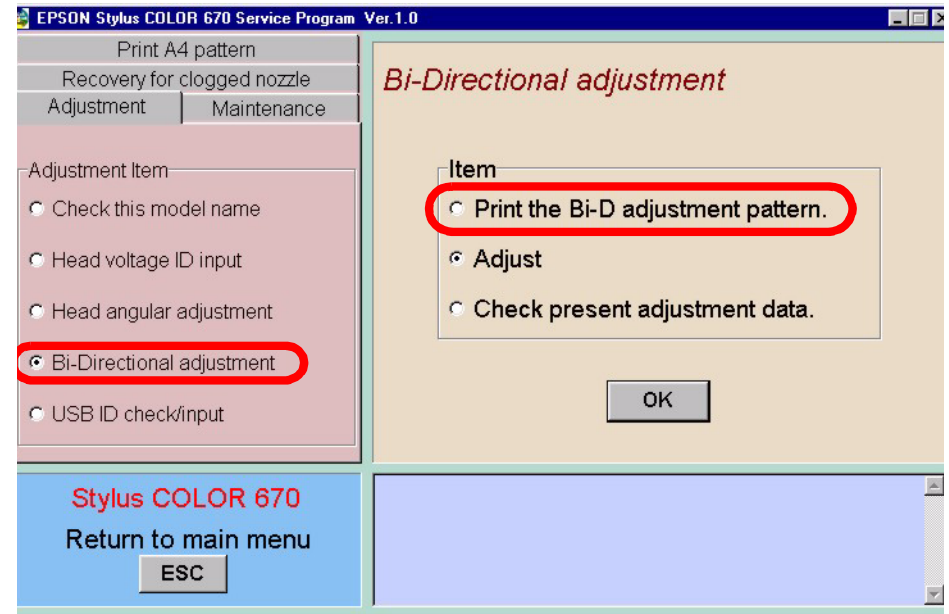 EPSON Stylus COLOR 670 Service Program Ver.1.0
Print A4 pattern
Recovery for clogged nozzle
Adjustment
Maintenance
Adjustment Item
Check this model name
Head voltage ID input
Head angular adjustment
Bi-Directional adjustment
USB ID check/input
Bi-Directional adjustment
Item
Print the Bi-D adjustment pattern.
Adjust
Check present adjustment data.
OK
Stylus COLOR 670
Return to main menu
ESC